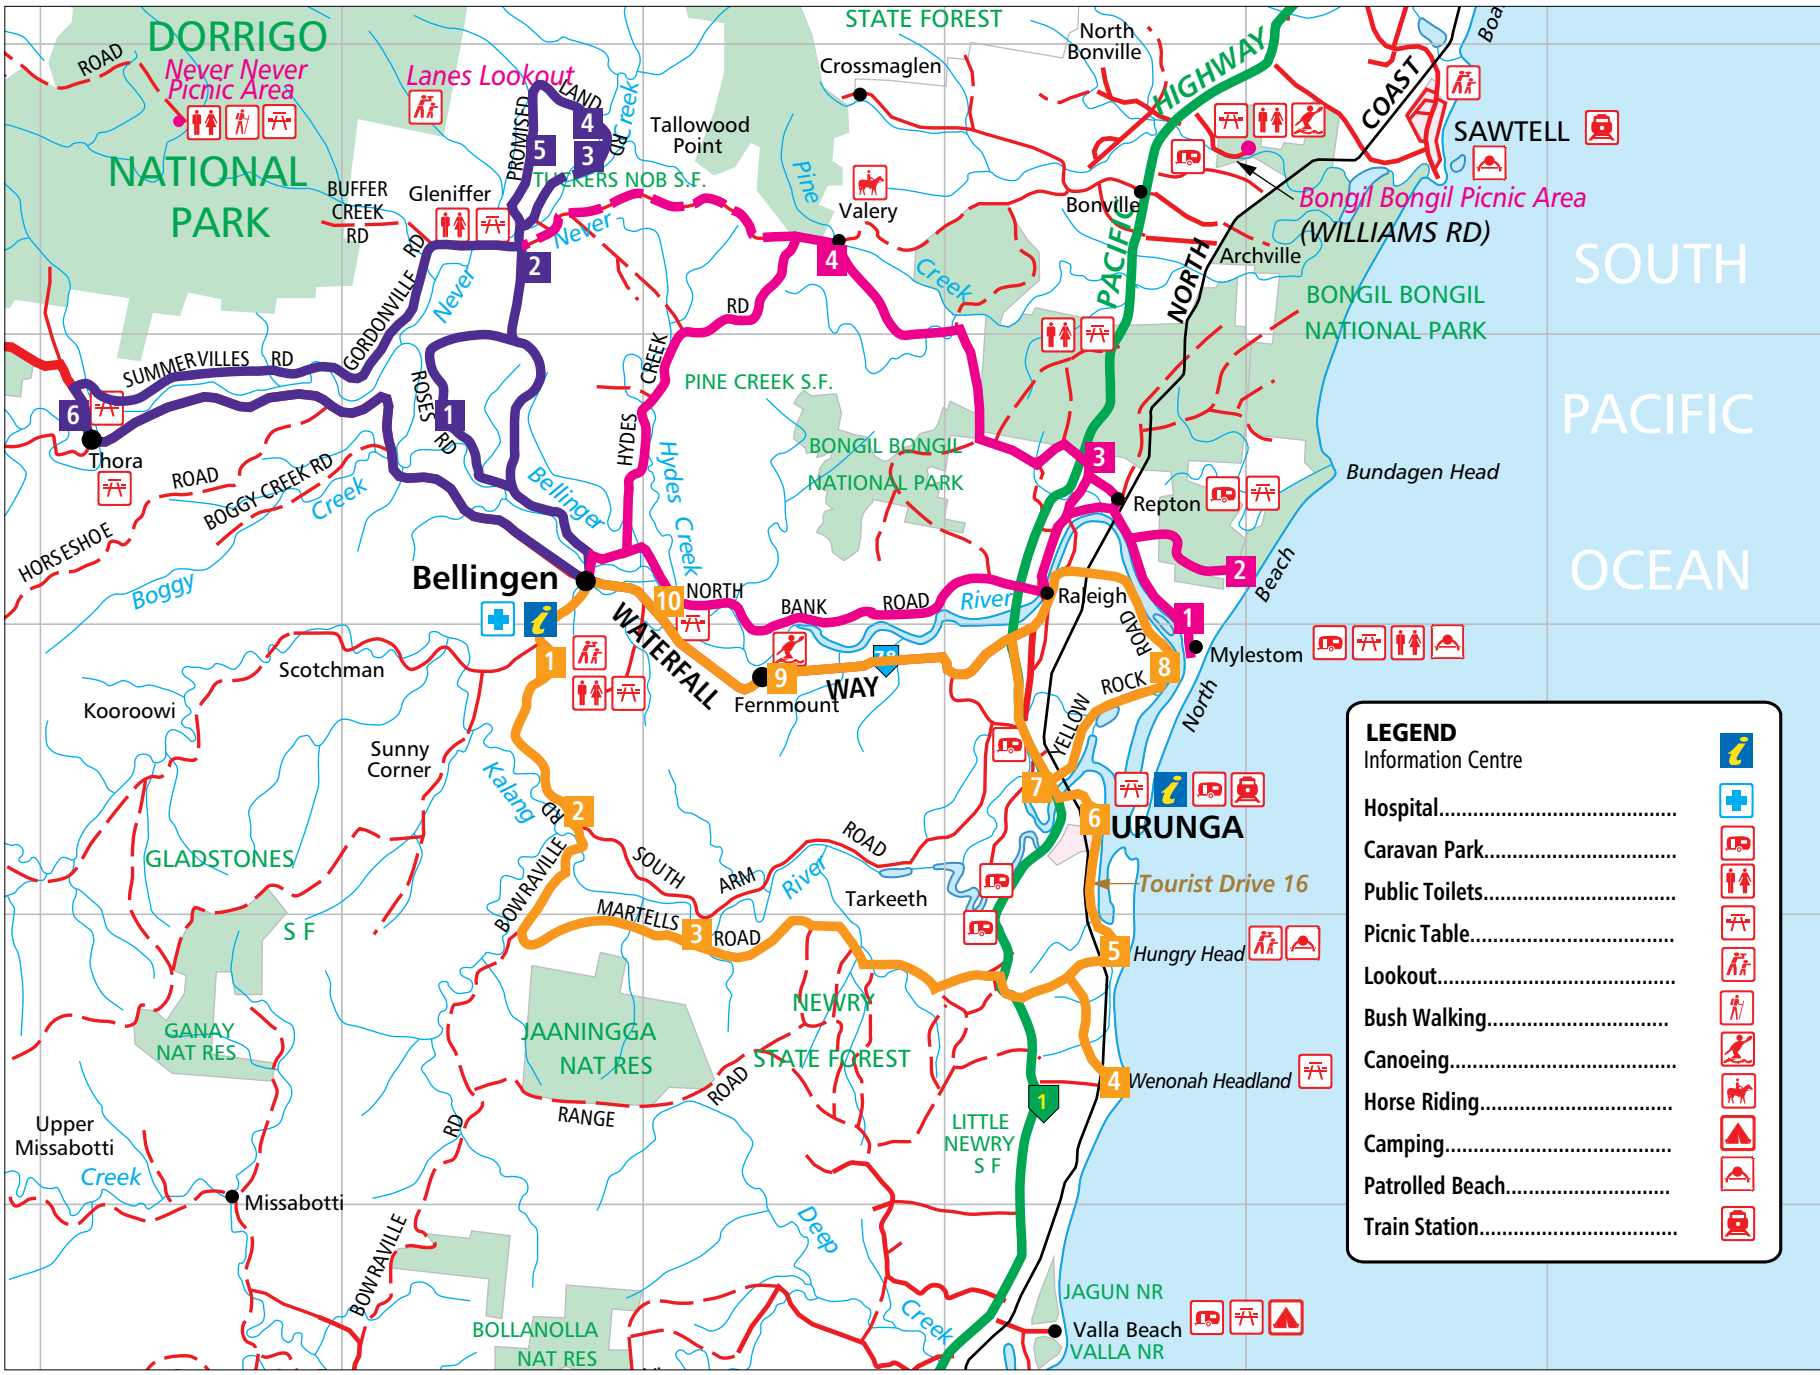 STATE FOREST
Boa
North
Bonville
DORRIGO
ROAD
Never Never
Picnic Area
Lanes Lookout
LAND
Creek
Crossmaglen
HIGHWAY
COAST
PROMISED
4
RD
Tallowood
Point
SAWTELL
5
3
NATIONAL
PARK
TUCKERS NOB S.F.
Pine
BUFFER
CREEK
RD
Gleniffer
Valery
Bonville
Bongil Bongil Picnic Area
(WILLIAMS RD)
Never
RD
2
4
PACIFIC
NORTH
Archville
SOUTH
Creek
GORDONVILLE
Never
RD
BONGIL BONGIL
NATIONAL PARK
SUMMERVILLES RD
CREEK
PINE CREEK S.F.
6
ROSES
1
RD
HYDES
PACIFIC
BONGIL BONGIL
NATIONAL PARK
3
Thora
ROAD
BOGGY CREEK RD
Creek
Bellinger
Hydes
Creek
Bundagen Head
Repton
HORSESHOE
Boggy
Bellingen
2
Beach
OCEAN
NORTH
BANK
ROAD
River
Raleigh
10
1
i
WATERFALL
ROAD
Mylestom
1
Scotchman
78
8
9
WAY
ROCK
Fernmount
North
Kooroowi
YELLOW
Sunny
Corner
Kalang
7
i
LEGEND
Information Centre
i
Hospital
Caravan Park
Public Toilets
Picnic Table
Lookout
Bush Walking
Canoeing
Horse Riding
Camping
Patrolled Beach
Train Station
2
RD
6
URUNGA
GLADSTONES
S F
BOWRAVILLE
SOUTH
ARM
ROAD
River
Tarkeeth
Tourist Drive 16
MARTELLS
3
ROAD
5
Hungry Head
NEWRY
STATE FOREST
GANAY
NAT RES
JAANINGGA
NAT RES
4
Wenonah Headland
RANGE
ROAD
1
Upper
Missabotti
RD
LITTLE
NEWRY
S F
Creek
Missabotti
BOWRAVILLE
Deep
Creek
JAGUN NR
BOLLANOLLA
NAT RES
Valla Beach
VALLA NR